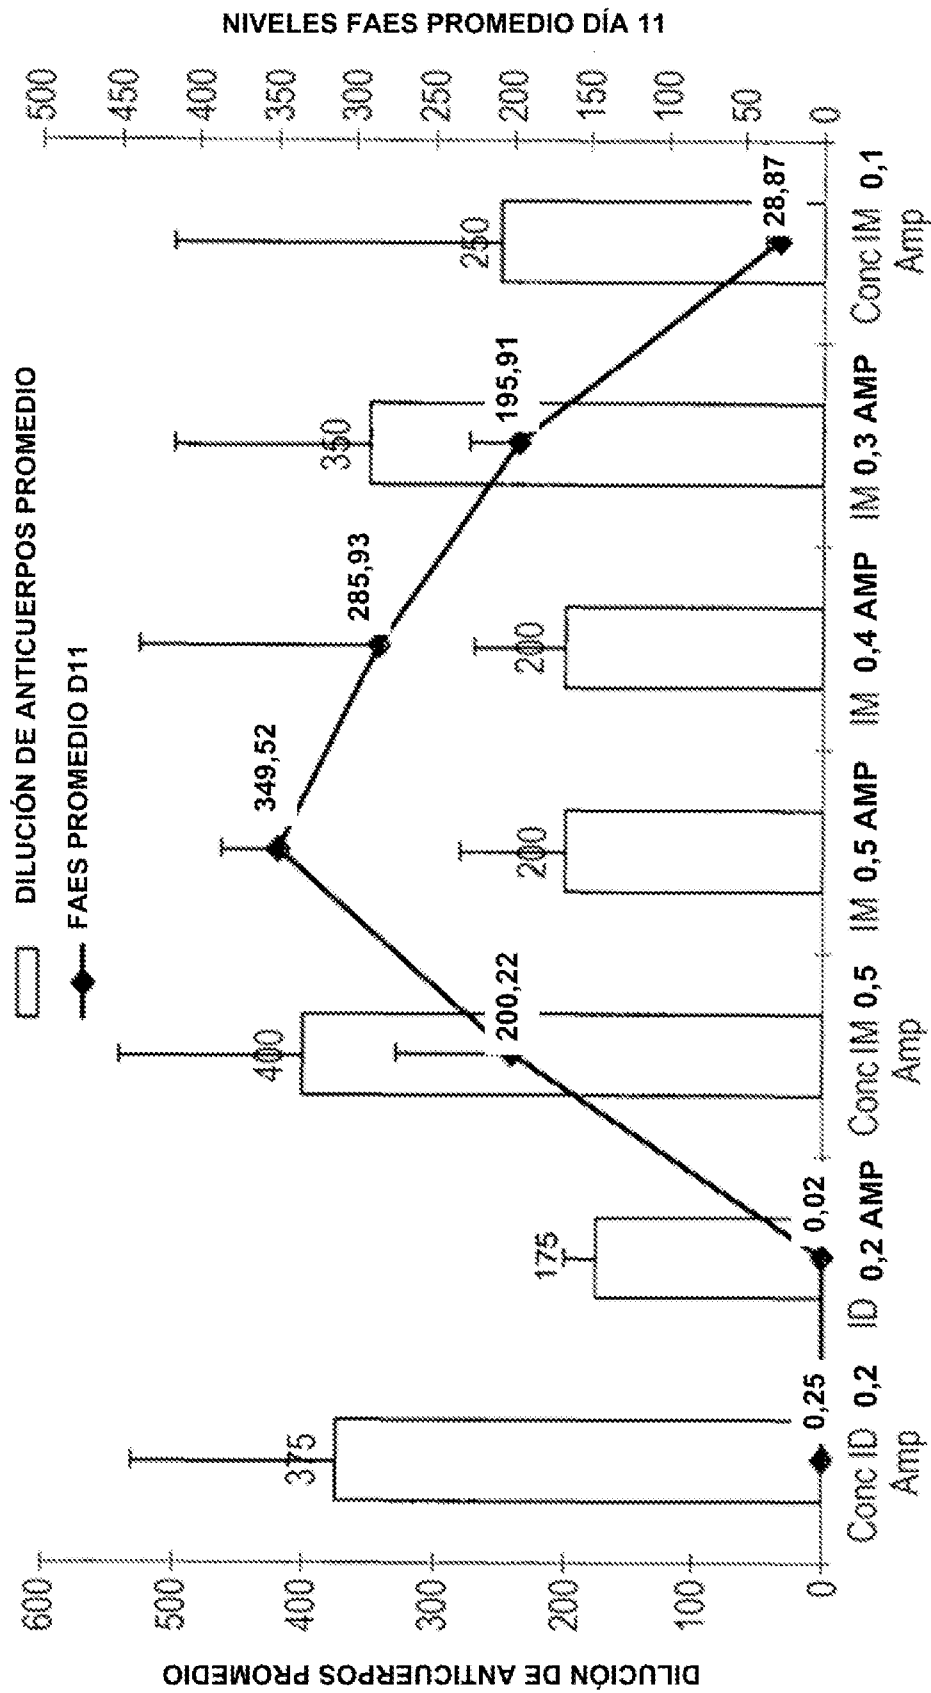 DILUCIÓN DE ANTICUERPOS PROMEDIO
FAES PROMEDIO D11
DILUCIÓN DE ANTICUERPOS PROMEDIO
600
500
400
300
200
100
0
375
175
400
200
200
350
250
0,25
0,02
200,22
349,52
285,93
195,91
28,87
Conc ID 0,2
Amp
ID 0,2 AMP
Conc IM 0,5
Amp
IM 0,5 AMP
IM 0,4 AMP
IM 0,3 AMP
Conc IM 0,1
Amp
500
450
400
350
300
250
200
150
100
50
0
NIVELES FAES PROMEDIO DÍA 11